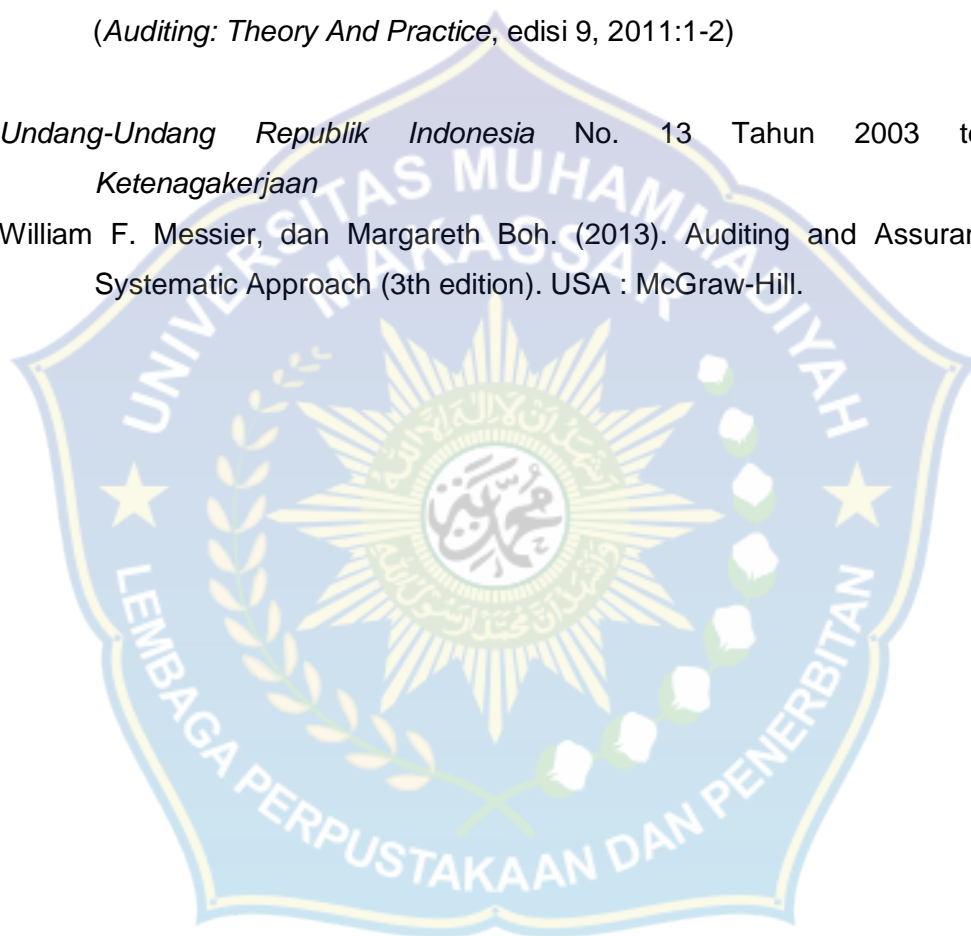 (Auditing: Theory And Practice, edisi 9, 2011:1-2)
Undang-Undang Republik Indonesia No. 13 Tahun 2003
Ketenagakerjaan
William F. Messier, dan Margareth Boh. (2013). Auditing and
Systematic Approach (3th edition). USA : McGraw-Hill.
UNIVERSITAS MUHAMMADIYAH
MAKASSAR
LEMBAGA PERPUSTAKAAN DAN PENERBITAN